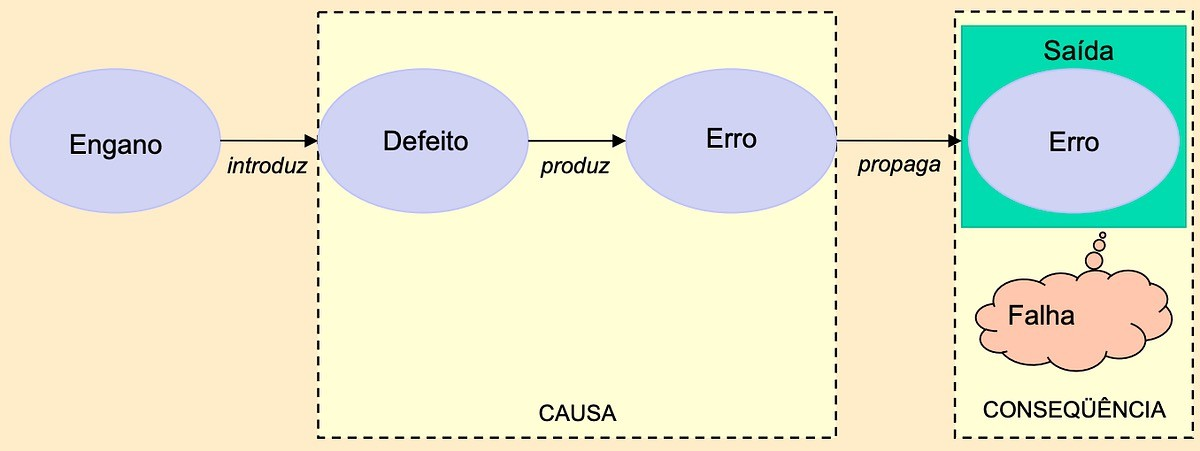 Engano
introduz
Defeito
produz
Erro
propaga
Saída
Erro
Falha
CAUSA
CONSEQÜÊNCIA